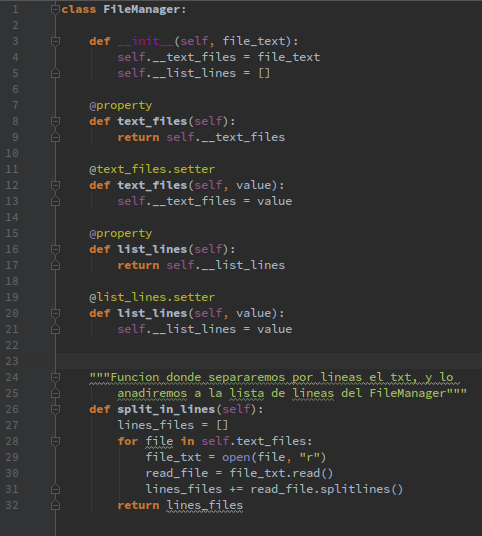 1 class FileManager:
2
3     def __init__(self, file_text):
4         self.__text_files = file_text
5         self.__list_lines = []
6
7     @property
8     def text_files(self):
9         return self.__text_files
10
11     @text_files.setter
12     def text_files(self, value):
13         self.__text_files = value
14
15     @property
16     def list_lines(self):
17         return self.__list_lines
18
19     @list_lines.setter
20     def list_lines(self, value):
21         self.__list_lines = value
22
23
24     """Funcion donde separaremos por lineas el txt, y lo
25         anadiremos a la lista de lineas del FileManager"""
26     def split_in_lines(self):
27         lines_files = []
28         for file in self.text_files:
29             file_txt = open(file, "r")
30             read_file = file_txt.read()
31             lines_files += read_file.splitlines()
32         return lines_files